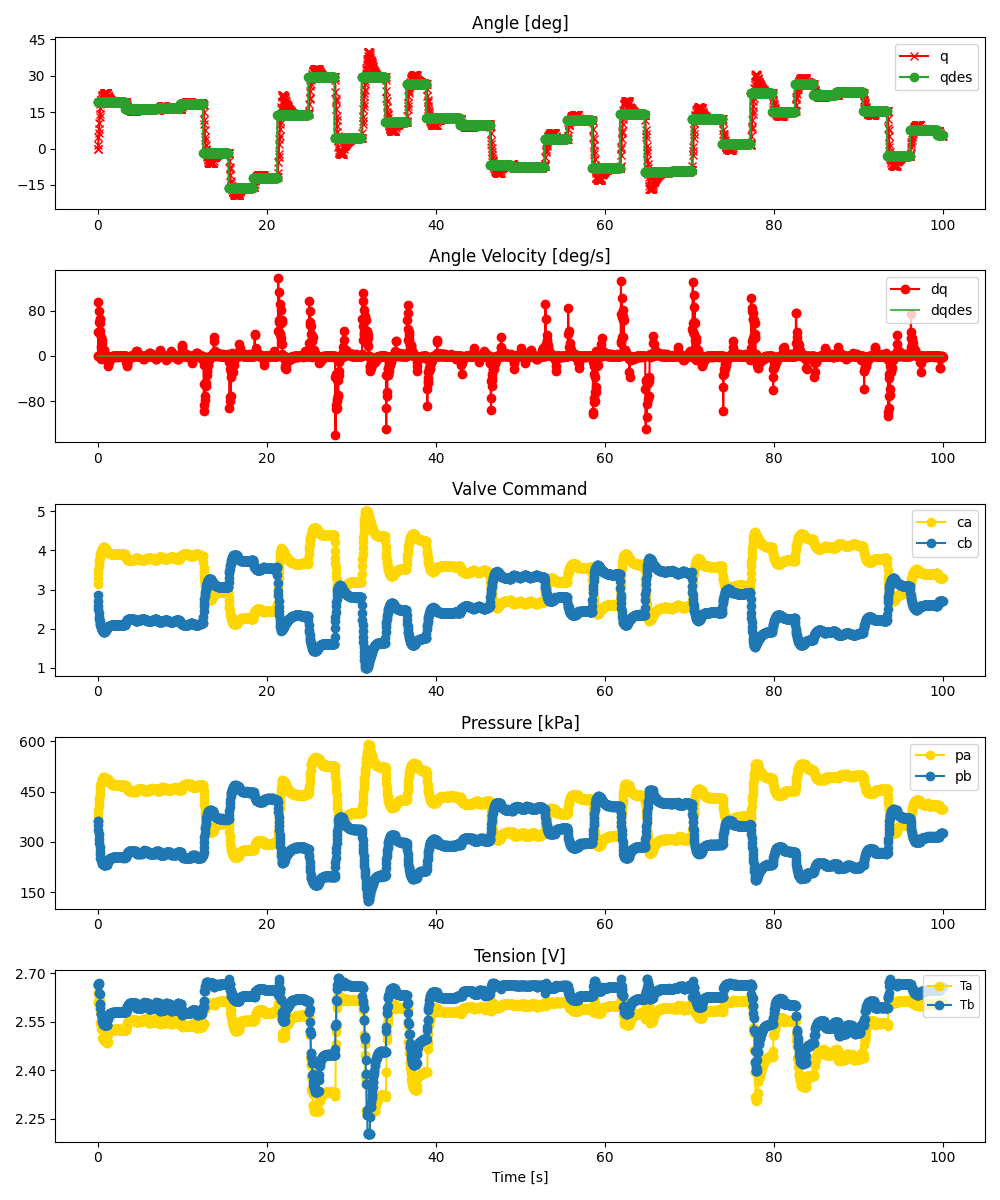 Angle [deg]
45
30
15
0
−15
q
qdes
0 20 40 60 80 100
Angle Velocity [deg/s]
80
0
−80
dq
dqdes
0 20 40 60 80 100
Valve Command
5
4
3
2
1
ca
cb
0 20 40 60 80 100
Pressure [kPa]
600
450
300
150
pa
pb
0 20 40 60 80 100
Tension [V]
2.70
2.55
2.40
2.25
Ta
Tb
0 20 40 60 80 100
Time [s]